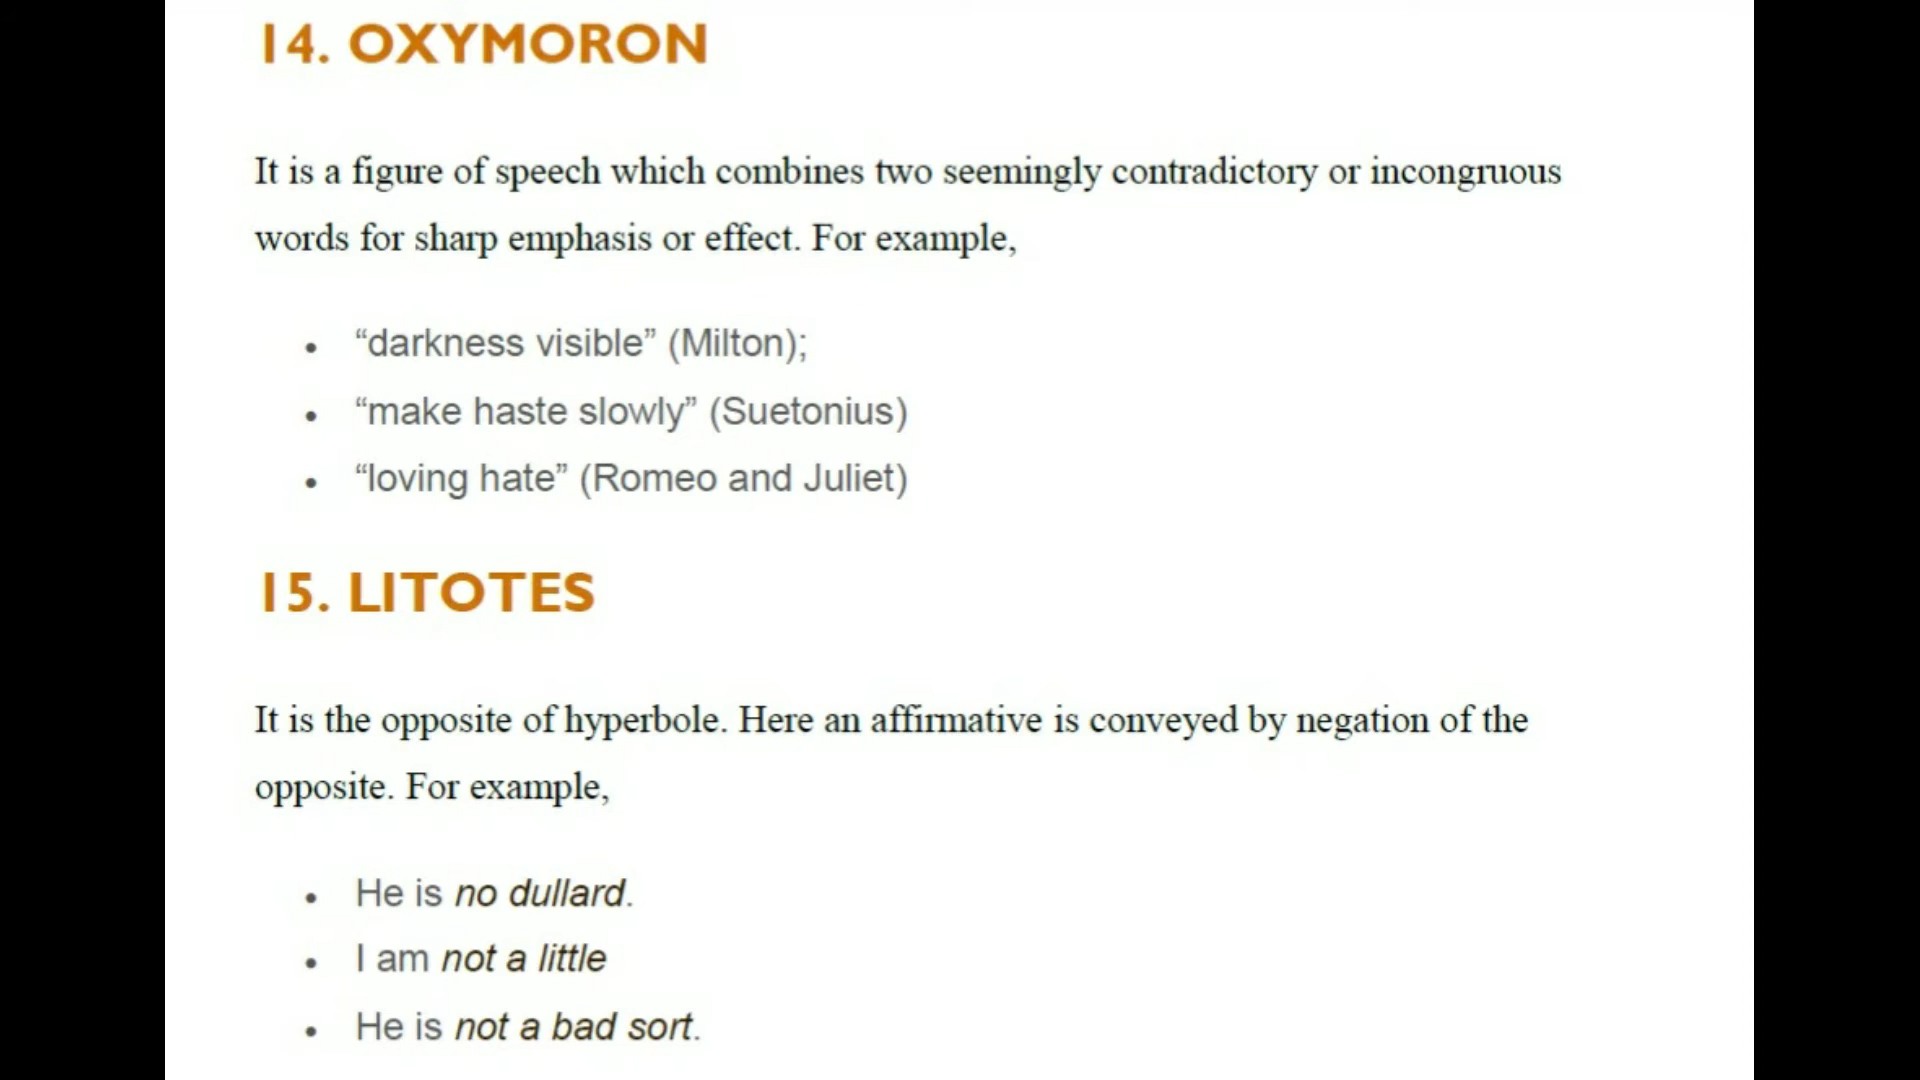 14. OXYMORON
It is a figure of speech which combines two seemingly contradictory or incongruous
words for sharp emphasis or effect. For example,
• “darkness visible” (Milton);
• “make haste slowly” (Suetonius)
• “loving hate” (Romeo and Juliet)
15. LITOTES
It is the opposite of hyperbole. Here an affirmative is conveyed by negation of the
opposite. For example,
• He is no dullard.
• I am not a little
• He is not a bad sort.